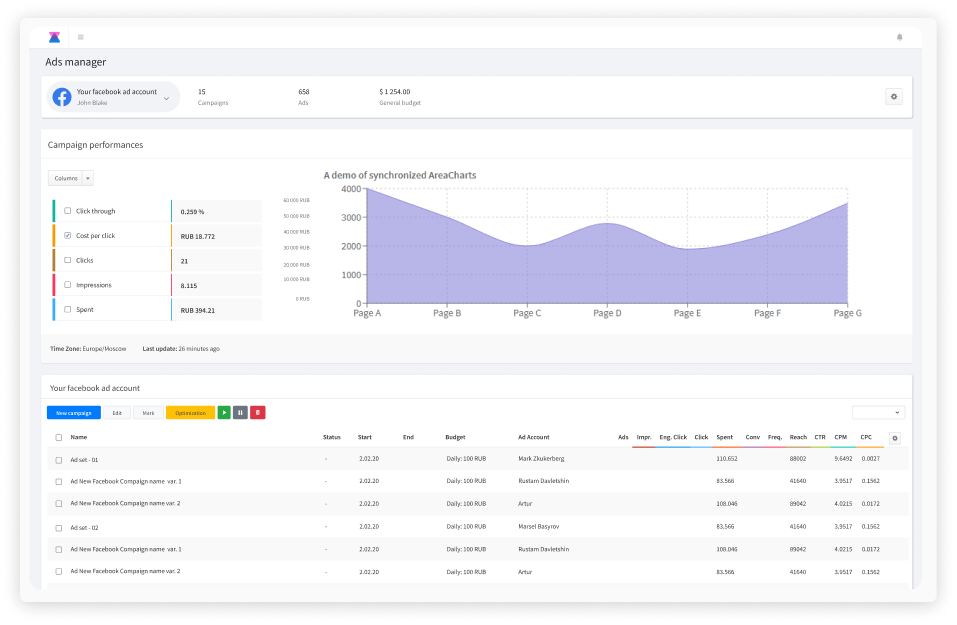 Ads manager
Your facebook ad account
John Blake
15
Campaigns
658
Ads
$ 1 254.00
General budget
Campaign performances
Columns
Click through 0.259 %
Cost per click RUB 18.772
Clicks 21
Impressions 8.115
Spent RUB 394.21
60 000 RUB
50 000 RUB
40 000 RUB
30 000 RUB
20 000 RUB
10 000 RUB
0 RUB
A demo of synchronized AreaCharts
4000
3000
2000
1000
0
Page A Page B Page C Page D Page E Page F Page G
Time Zone: Europe/Moscow Last update: 26 minutes ago
Your facebook ad account
New campaign Edit Mark Optimization
Name Status Start End Budget Ad Account Ads Impr. Eng. Click Click Spent Conv Freq. Reach CTR CPM CPC
Ad set - 01 - 2.02.20 Daily: 100 RUB Mark Zkukerberg 110.652 88002 9.6492 0.0027
Ad New Facebook Compaign name var. 1 - 2.02.20 Daily: 100 RUB Rustam Davletshin 83.566 41640 3.9517 0.1562
Ad New Facebook Compaign name var. 2 - 2.02.20 Daily: 100 RUB Artur 108.046 89042 4.0215 0.0172
Ad set - 02 - 2.02.20 Daily: 100 RUB Marsel Basyrov 83.566 41640 3.9517 0.1562
Ad New Facebook Compaign name var. 1 - 2.02.20 Daily: 100 RUB Rustam Davletshin 108.046 89042 4.0215 0.0172
Ad New Facebook Compaign name var. 2 - 2.02.20 Daily: 100 RUB Artur 83.566 41640 3.9517 0.1562